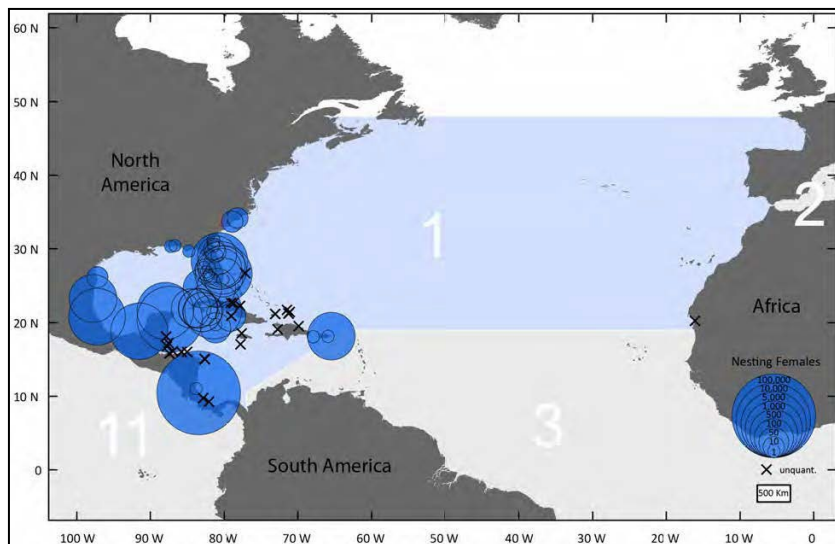 60 N
50 N
40 N
30 N
20 N
10 N
0
North
America
1
2
Africa
Nesting Females
100,000
10,000
5,000
1,000
500
100
50
10
1
11
3
South America
unquant.
500 Km
100 W 90 W 80 W 70 W 60 W 50 W 40 W 30 W 20 W 10 W 0